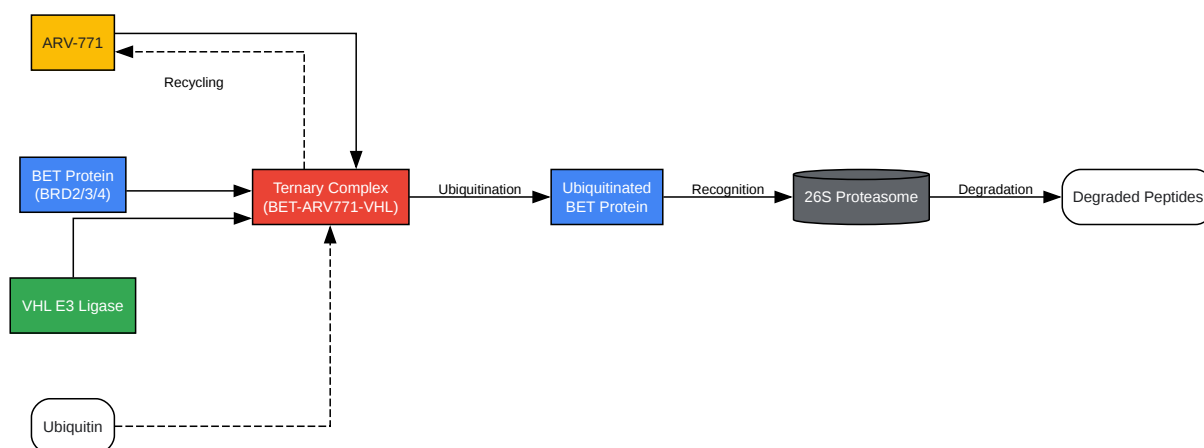 ARV-771
Recycling
BET Protein
(BRD2/3/4)
Ternary Complex
(BET-ARV771-VHL)
Ubiquitination
Ubiquitinated
BET Protein
Recognition
26S Proteasome
Degradation
Degraded Peptides
VHL E3 Ligase
Ubiquitin